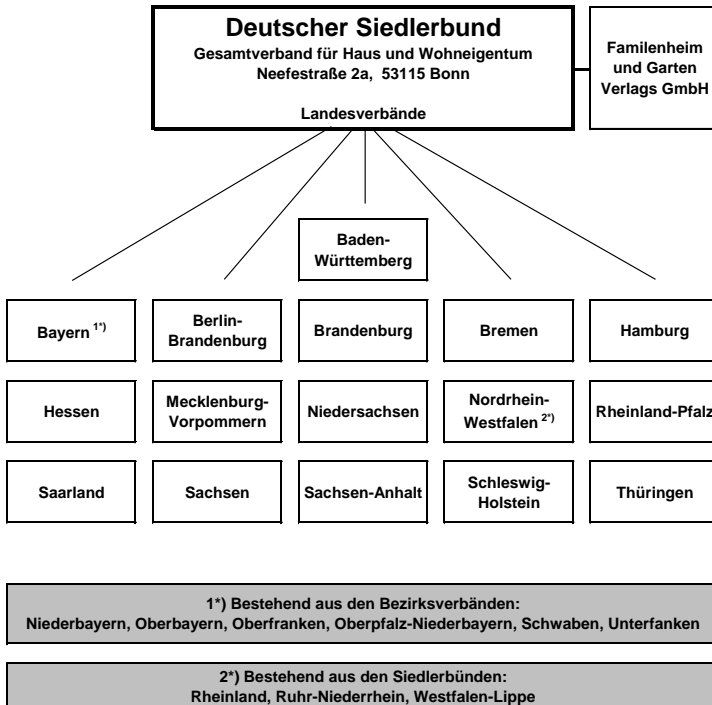 Deutscher Siedlerbund
Gesamtverband für Haus und Wohneigentum
Neefestraße 2a, 53115 Bonn
Landesverbände
Familenheim
und Garten
Verlags GmbH
Baden-
Württemberg
Bayern 1*)
Berlin-
Brandenburg
Brandenburg
Bremen
Hamburg
Hessen
Mecklenburg-
Vorpommern
Niedersachsen
Nordrhein-
Westfalen 2*)
Rheinland-Pfalz
Saarland
Sachsen
Sachsen-Anhalt
Schleswig-
Holstein
Thüringen
1*) Bestehend aus den Bezirksverbänden:
Niederbayern, Oberbayern, Oberfranken, Oberpfalz-Niederbayern, Schwaben, Unterfanken
2*) Bestehend aus den Siedlerbünden:
Rheinland, Ruhr-Niederrhein, Westfalen-Lippe